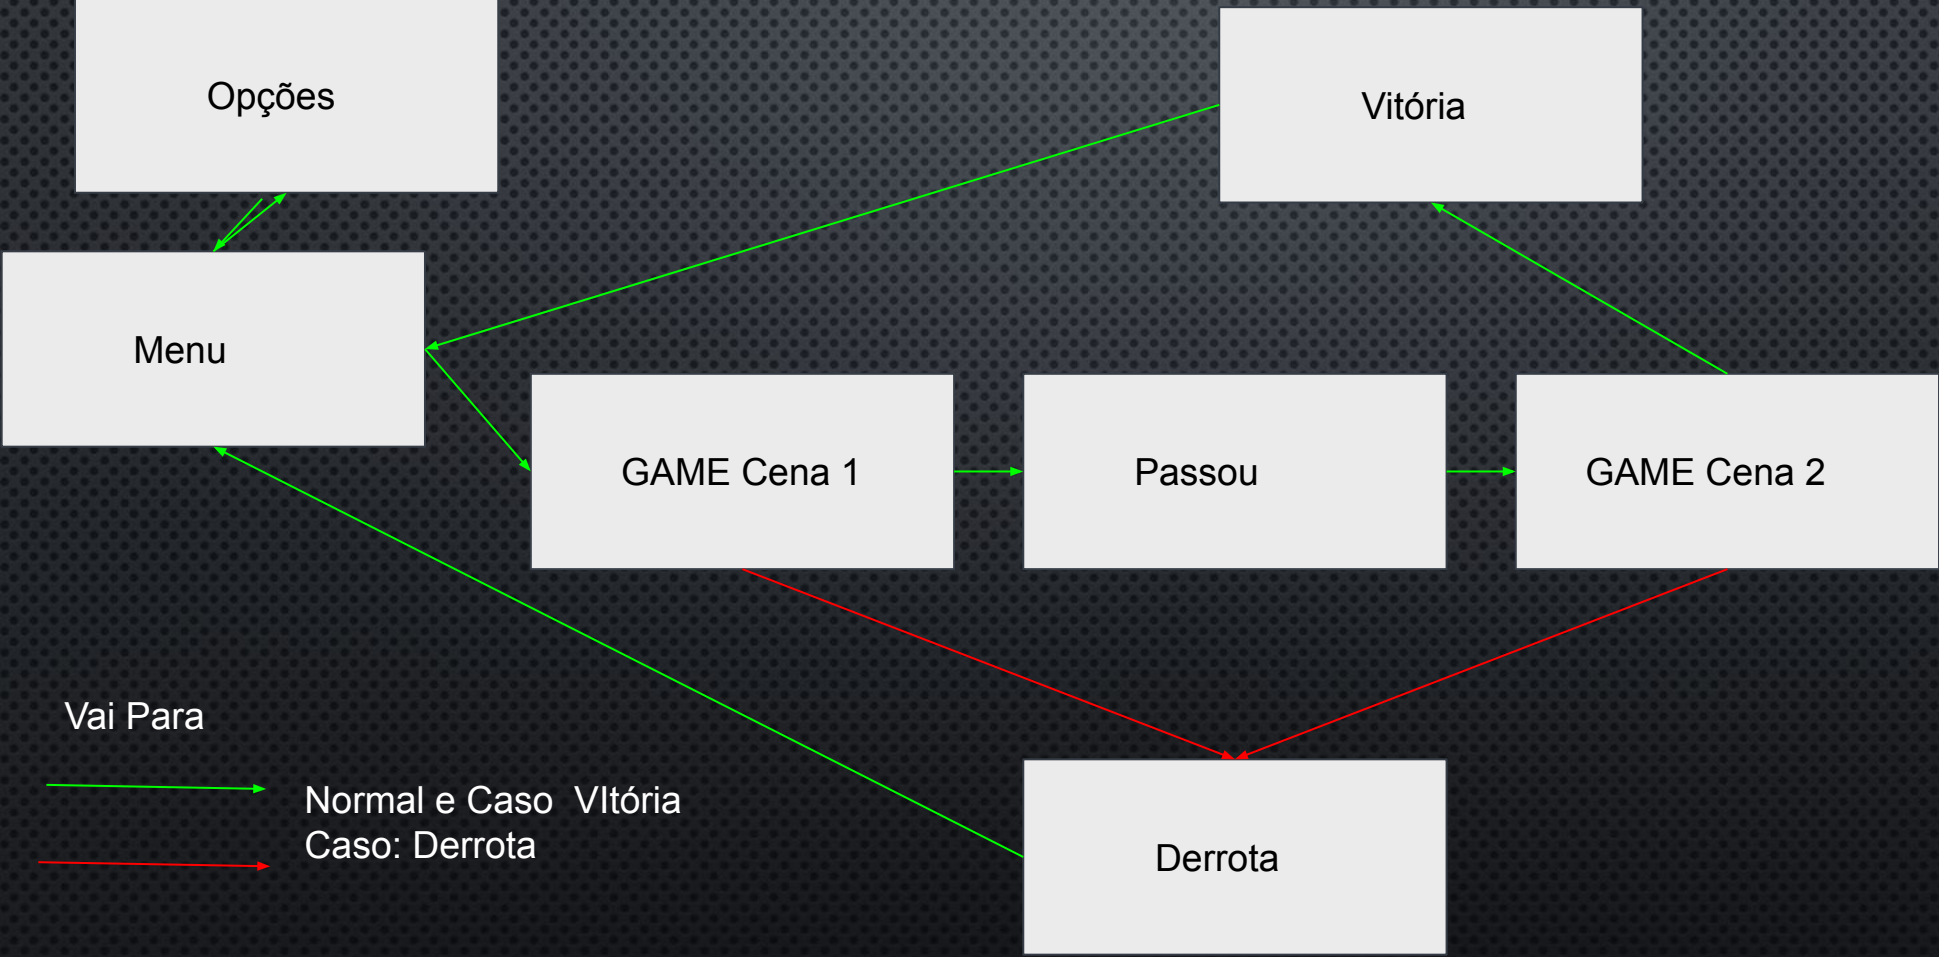 Opções
Vitória
Menu
GAME Cena 1
Passou
GAME Cena 2
Vai Para
Normal e Caso  VItória
Caso: Derrota
Derrota